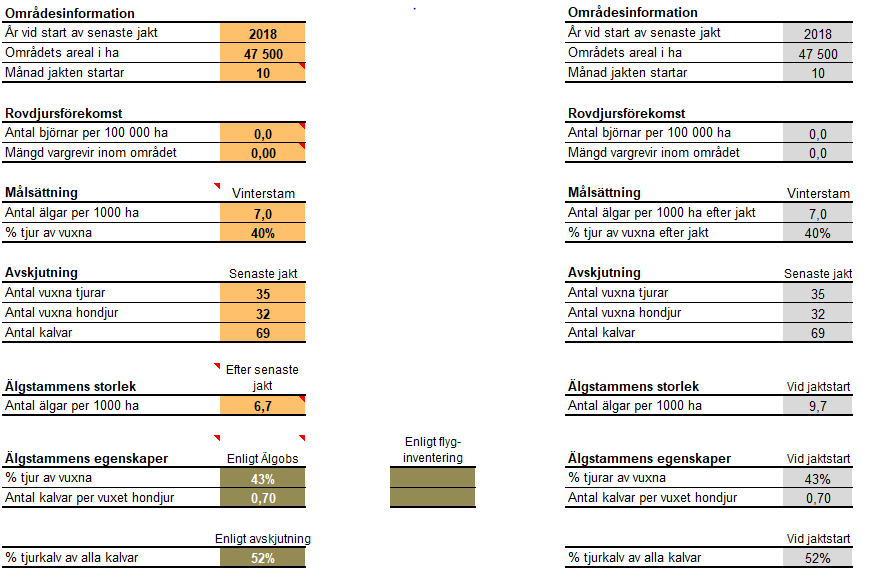 Områdesinformation
År vid start av senaste jakt 2018
Områdets areal i ha 47 500
Månad jakten startar 10
Rovdjursförekomst
Antal björnar per 100 000 ha 0,0
Mängd vargrevir inom området 0,00
Målsättning Vinterstam
Antal älgar per 1000 ha 7,0
% tjur av vuxna 40%
Avskjutning Senaste jakt
Antal vuxna tjurar 35
Antal vuxna hondjur 32
Antal kalvar 69
Efter senaste
Älgstammens storlek jakt
Antal älgar per 1000 ha 6,7
Älgstammens egenskaper Enligt Älgobs
% tjur av vuxna 43%
Antal kalvar per vuxet hondjur 0,70
Enligt avskjutning
% tjurkalv av alla kalvar 52%
Enligt flyg-
inventering
Områdesinformation
År vid start av senaste jakt 2018
Områdets areal i ha 47 500
Månad jakten startar 10
Rovdjursförekomst
Antal björnar per 100 000 ha 0,0
Mängd vargrevir inom området 0,0
Målsättning Vinterstam
Antal älgar per 1000 ha efter jakt 7,0
% tjur av vuxna efter jakt 40%
Avskjutning Senaste jakt
Antal vuxna tjurar 35
Antal vuxna hondjur 32
Antal kalvar 69
Älgstammens storlek Vid jaktstart
Antal älgar per 1000 ha 9,7
Älgstammens egenskaper Vid jaktstart
% tjurar av vuxna 43%
Antal kalvar per vuxet hondjur 0,70
Vid jaktstart
% tjurkalv av alla kalvar 52%